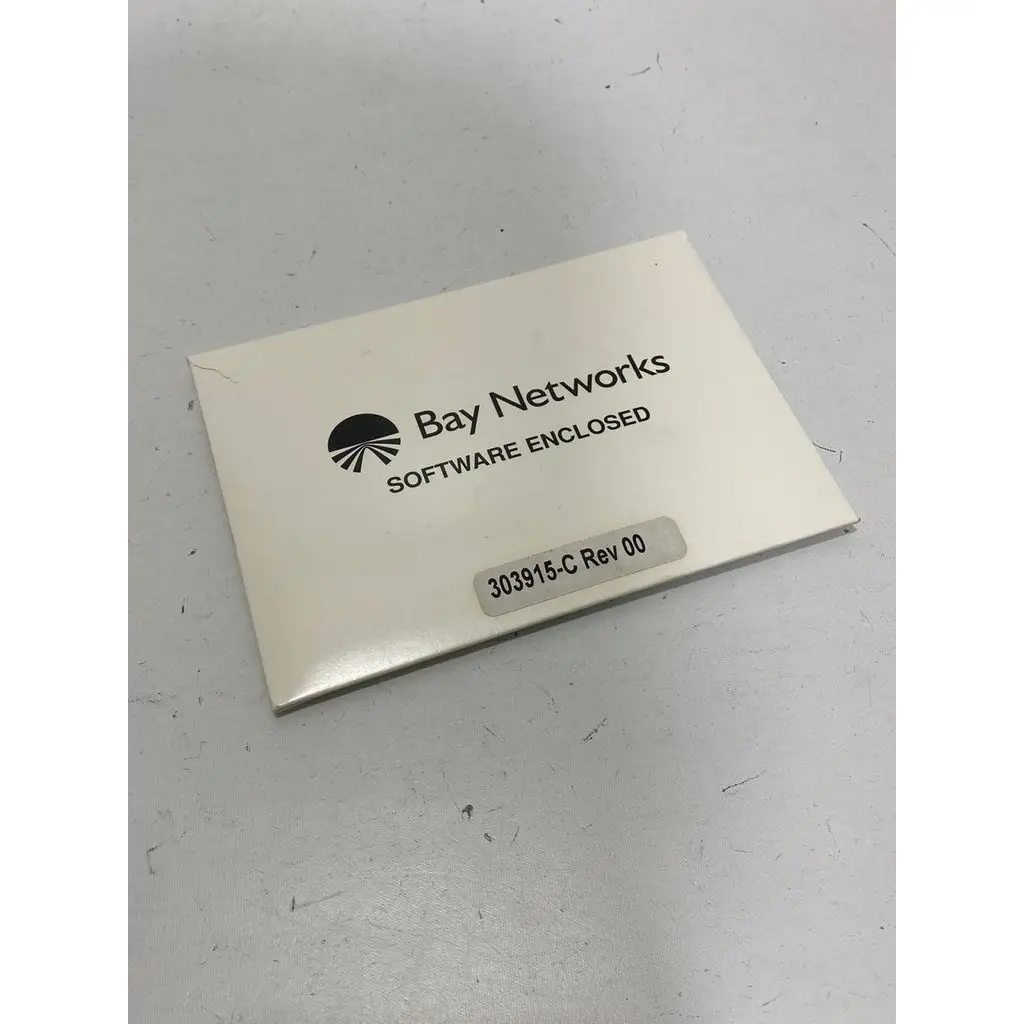 Bay Networks
SOFTWARE ENCLOSED
303915-C Rev 00